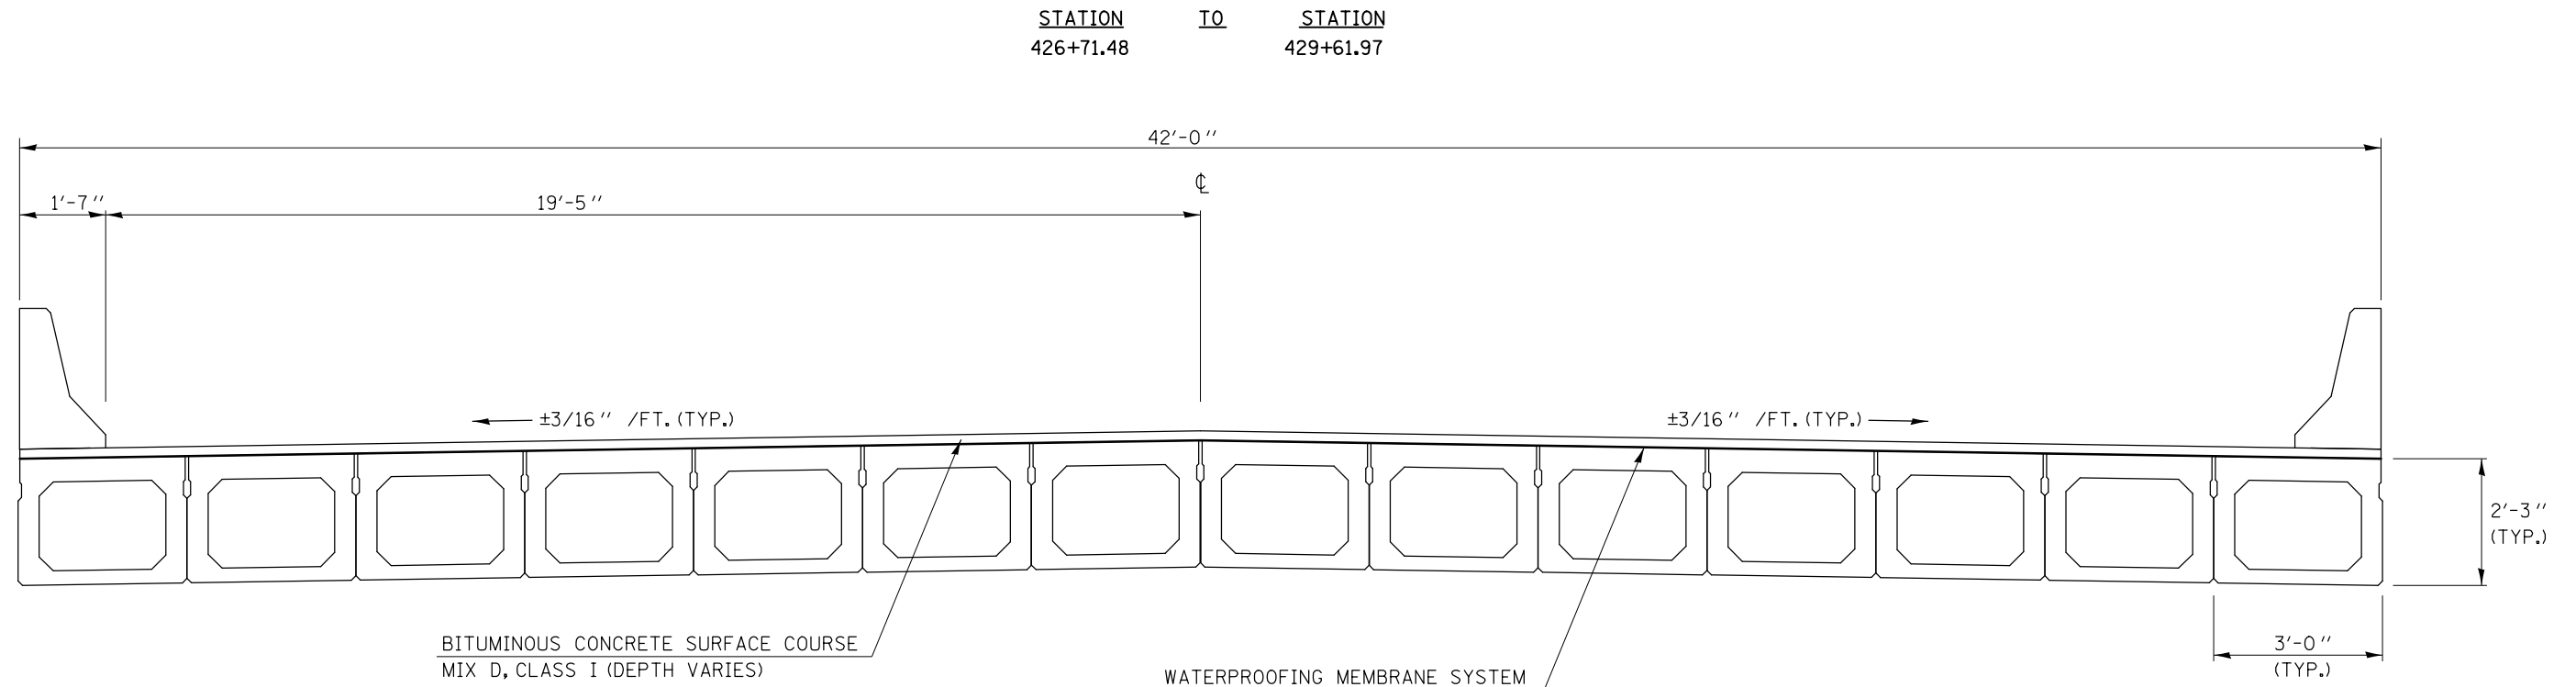 STATION TO STATION
426+71.48 429+61.97
42'-0"
℄
1'-7" 19'-5"
±3/16" /FT. (TYP.) ±3/16" /FT. (TYP.)
2'-3"
(TYP.)
BITUMINOUS CONCRETE SURFACE COURSE
MIX D, CLASS I (DEPTH VARIES)
WATERPROOFING MEMBRANE SYSTEM
3'-0"
(TYP.)